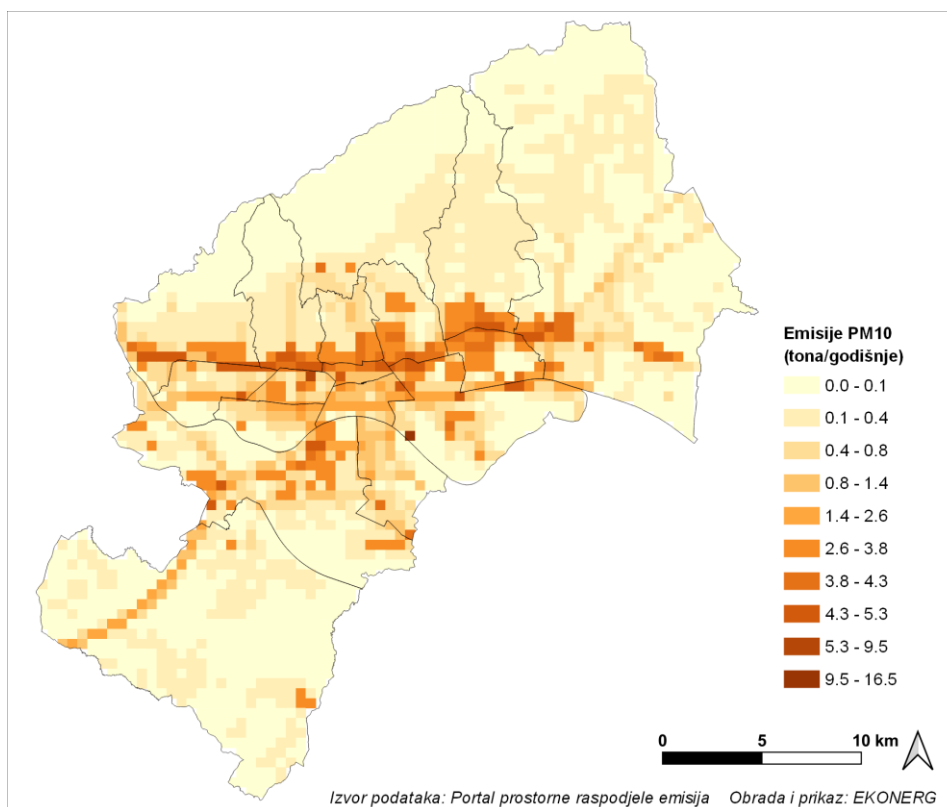 Emisije PM10
(tona/godišnje)
0.0 - 0.1
0.1 - 0.4
0.4 - 0.8
0.8 - 1.4
1.4 - 2.6
2.6 - 3.8
3.8 - 4.3
4.3 - 5.3
5.3 - 9.5
9.5 - 16.5
0 5 10 km
Izvor podataka: Portal prostorne raspodjele emisija Obrada i prikaz: EKONERG